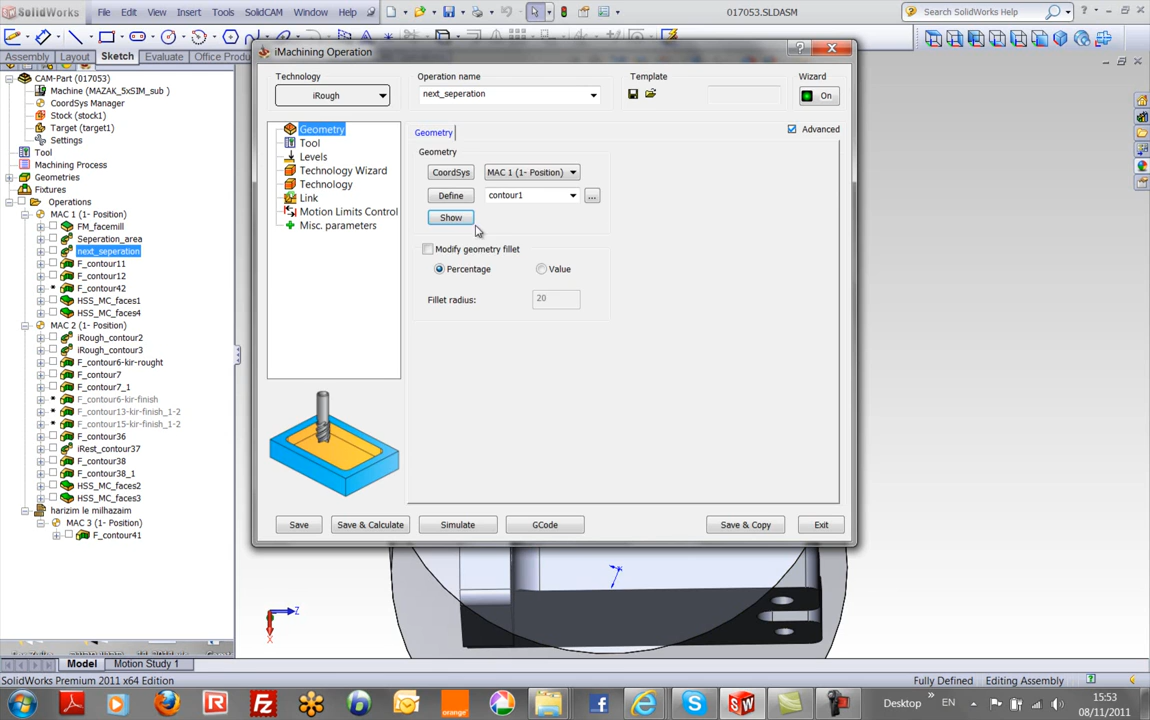 SolidWorks
File Edit View Insert Tools SolidCAM Window Help
017053.SLDASM
Search SolidWorks Help
Assembly Layout Sketch Evaluate Office Produ
iMachining Operation
CAM-Part (017053)
Machine (MAZAK_5xSIM_sub )
CoordSys Manager
Stock (stock1)
Target (target1)
Settings
Tool
Machining Process
Geometries
Fixtures
Operations
MAC 1 (1- Position)
FM_facemill
Seperation_area
next_seperation
F_contour11
F_contour12
F_contour42
HSS_MC_faces1
HSS_MC_faces4
MAC 2 (1- Position)
iRough_contour2
iRough_contour3
F_contour6-kir-rought
F_contour7
F_contour7_1
F_contour6-kir-finish
F_contour13-kir-finish_1-2
F_contour15-kir-finish_1-2
F_contour36
iRest_contour37
F_contour38
F_contour38_1
HSS_MC_faces2
HSS_MC_faces3
harizim le milhazaim
MAC 3 (1- Position)
F_contour41
Technology
iRough
Operation name
next_seperation
Template
Wizard
On
Geometry
Tool
Levels
Technology Wizard
Technology
Link
Motion Limits Control
Misc. parameters
Geometry
Advanced
Geometry
CoordSys MAC 1 (1- Position)
Define contour1 ...
Show
Modify geometry fillet
Percentage Value
Fillet radius: 20
Save Save & Calculate Simulate GCode Save & Copy Exit
Z
X
Model Motion Study 1
SolidWorks Premium 2011 x64 Edition
Fully Defined Editing Assembly
Desktop
EN
15:53
08/11/2011